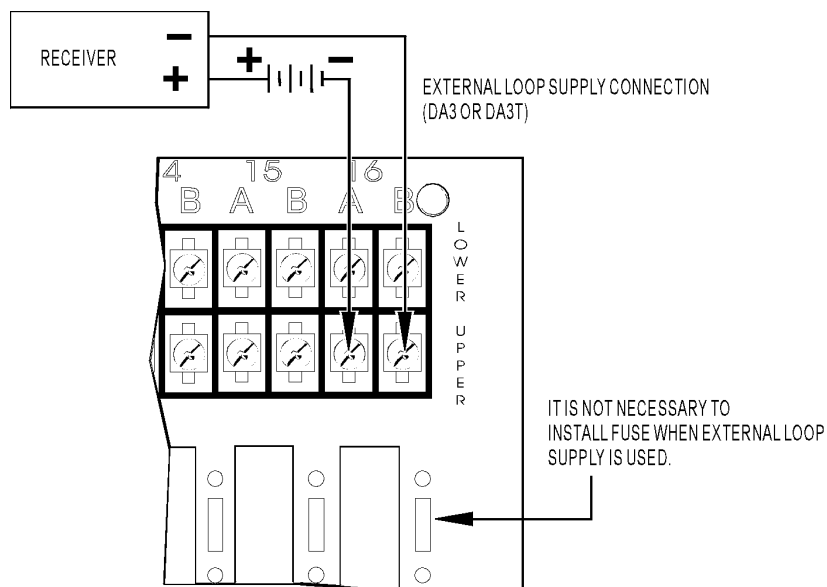 RECEIVER
− +
+ −
EXTERNAL LOOP SUPPLY CONNECTION
(DA3 OR DA3T)
4 15 16
B A B A B
LOWER UPPER
IT IS NOT NECESSARY TO
INSTALL FUSE WHEN EXTERNAL LOOP
SUPPLY IS USED.